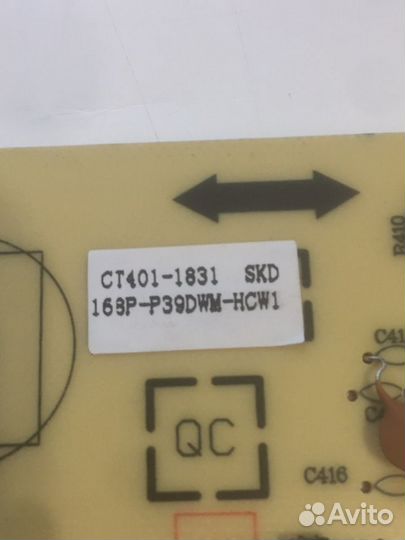 R410
CT401-1831 SKD
168P-P39DWM-HCW1
QC
C416
Avito